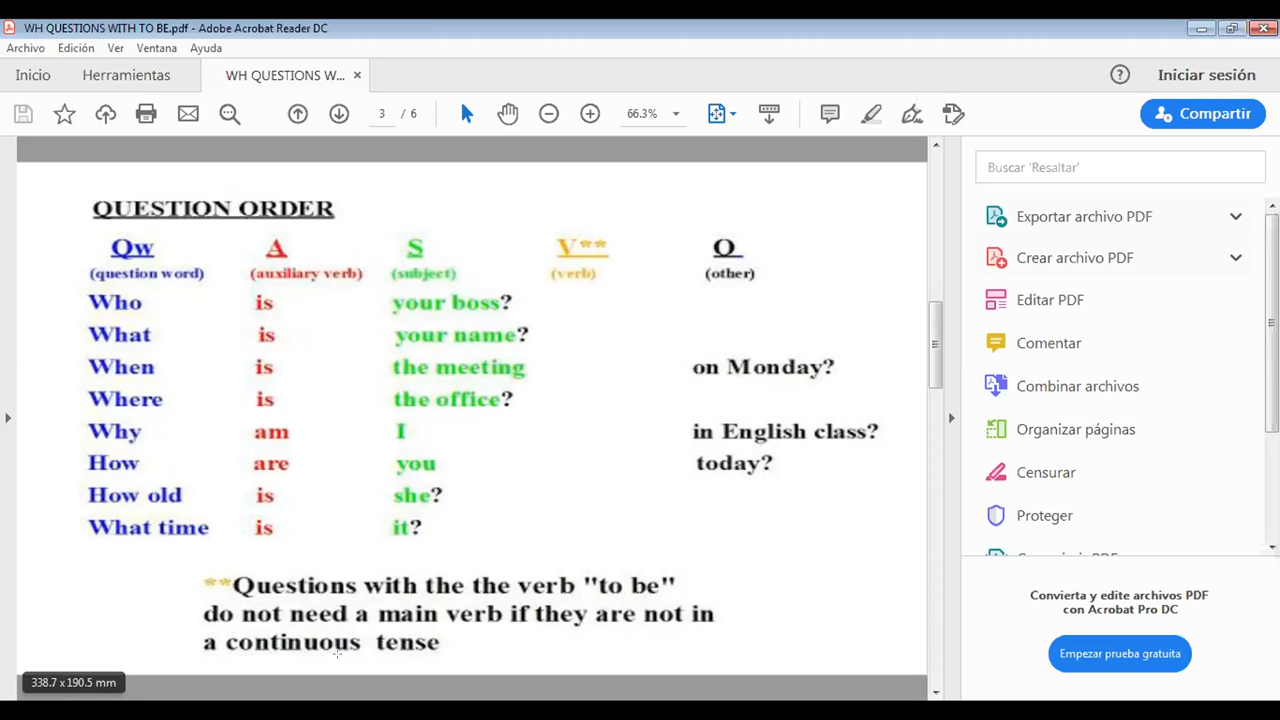 WH QUESTIONS WITH TO BE.pdf - Adobe Acrobat Reader DC
Archivo Edición Ver Ventana Ayuda
Inicio Herramientas WH QUESTIONS W... × Iniciar sesión
3 / 6 66.3% Compartir
Buscar 'Resaltar'
QUESTION ORDER
Qw A S V** O
(question word) (auxiliary verb) (subject) (verb) (other)
Who is your boss?
What is your name?
When is the meeting on Monday?
Where is the office?
Why am I in English class?
How are you today?
How old is she?
What time is it?
**Questions with the the verb "to be"
do not need a main verb if they are not in
a continuous tense
338.7 x 190.5 mm
Exportar archivo PDF
Crear archivo PDF
Editar PDF
Comentar
Combinar archivos
Organizar páginas
Censurar
Proteger
Convierta y edite archivos PDF
con Acrobat Pro DC
Empezar prueba gratuita